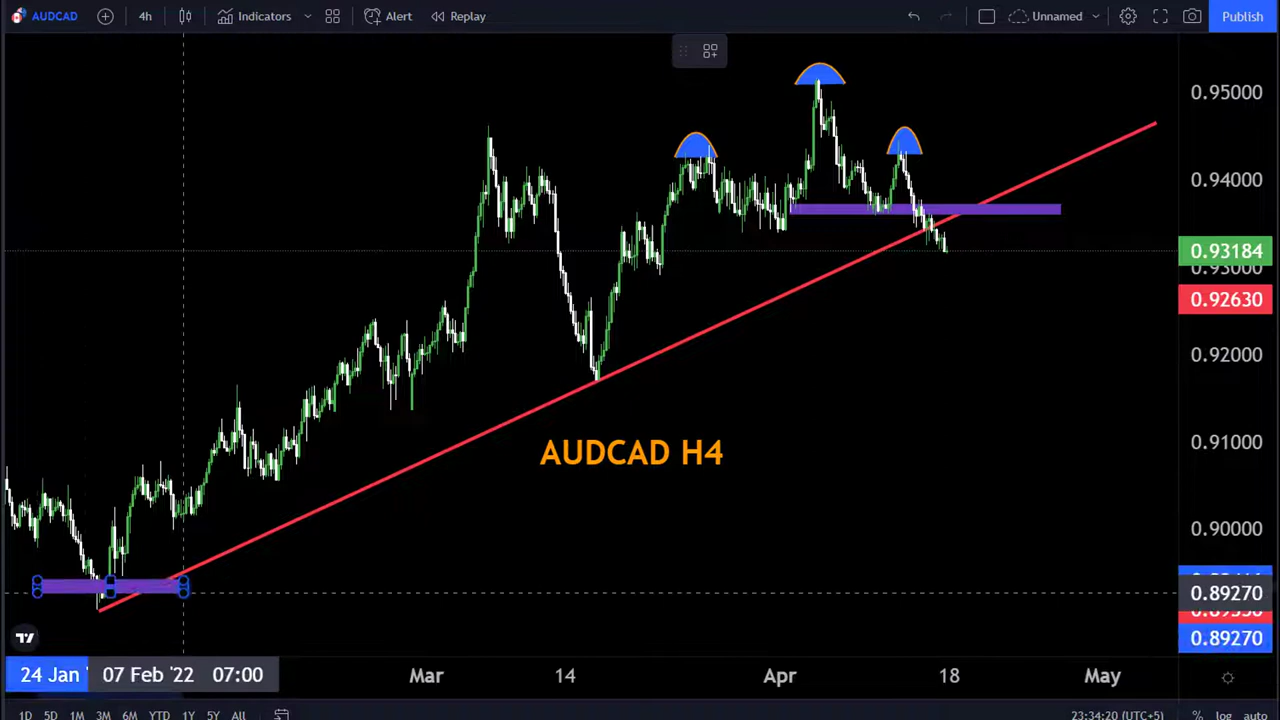 AUDCAD 4h Indicators Alert Replay Unnamed Publish
0.95000
0.94000
0.93184
0.93000
0.92630
0.92000
AUDCAD H4
0.91000
0.90000
0.89270
0.89270
24 Jan 07 Feb '22 07:00 Mar 14 Apr 18 May
1D 5D 1M 3M 6M YTD 1Y 5Y All 23:34:20 (UTC+5) % log auto